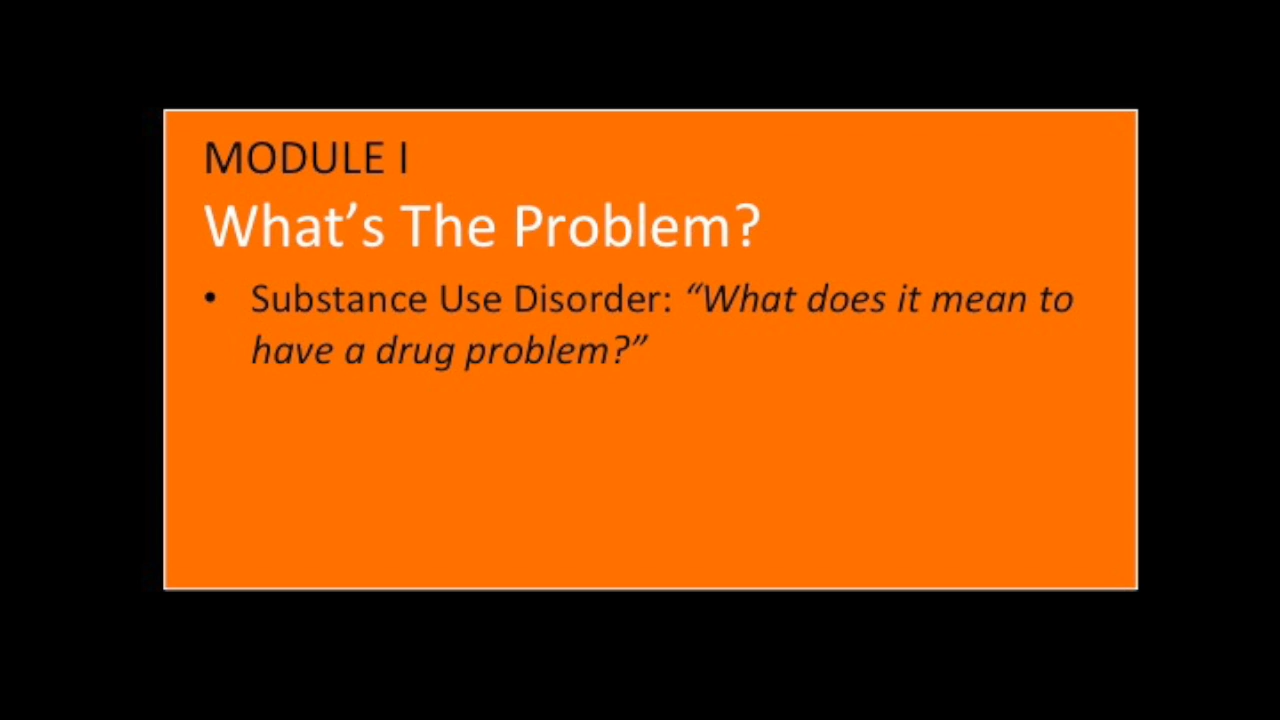 MODULE I
What’s The Problem?
• Substance Use Disorder: “What does it mean to
have a drug problem?”